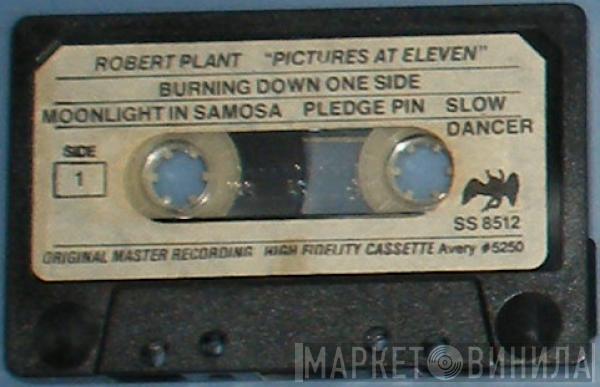 ROBERT PLANT "PICTURES AT ELEVEN"
BURNING DOWN ONE SIDE
MOONLIGHT IN SAMOSA PLEDGE PIN SLOW
DANCER
SIDE
1
SS 8512
ORIGINAL MASTER RECORDING HIGH FIDELITY CASSETTE Avery #5250
МАРКЕТ ВИНИЛА